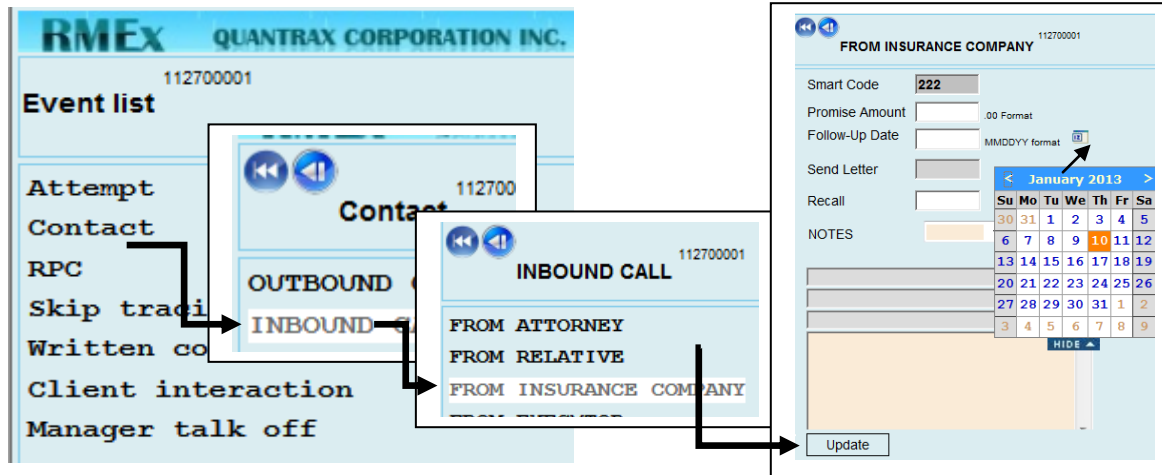 RMEx QUANTRAX CORPORATION INC.
112700001
Event list
Attempt
Contact
RPC
Skip traci
Written co
Client interaction
Manager talk off
112700
Contact
OUTBOUND
INBOUND CA
112700001
INBOUND CALL
FROM ATTORNEY
FROM RELATIVE
FROM INSURANCE COMPANY
112700001
FROM INSURANCE COMPANY
Smart Code 222
Promise Amount .00 Format
Follow-Up Date MMDDYY format
Send Letter
Recall
NOTES
< January 2013 >
Su Mo Tu We Th Fr Sa
30 31 1 2 3 4 5
6 7 8 9 10 11 12
13 14 15 16 17 18 19
20 21 22 23 24 25 26
27 28 29 30 31 1 2
3 4 5 6 7 8 9
HIDE
Update